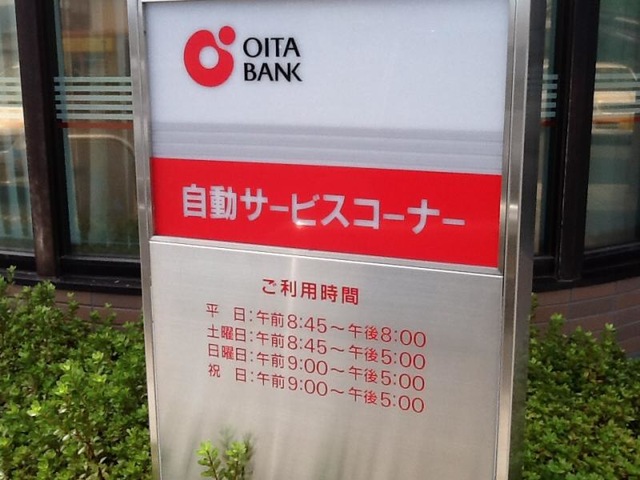 OITA
BANK
自動サービスコーナー
ご利用時間
平　日:午前8:45～午後8:00
土曜日:午前8:45～午後5:00
日曜日:午前9:00～午後5:00
祝　日:午前9:00～午後5:00